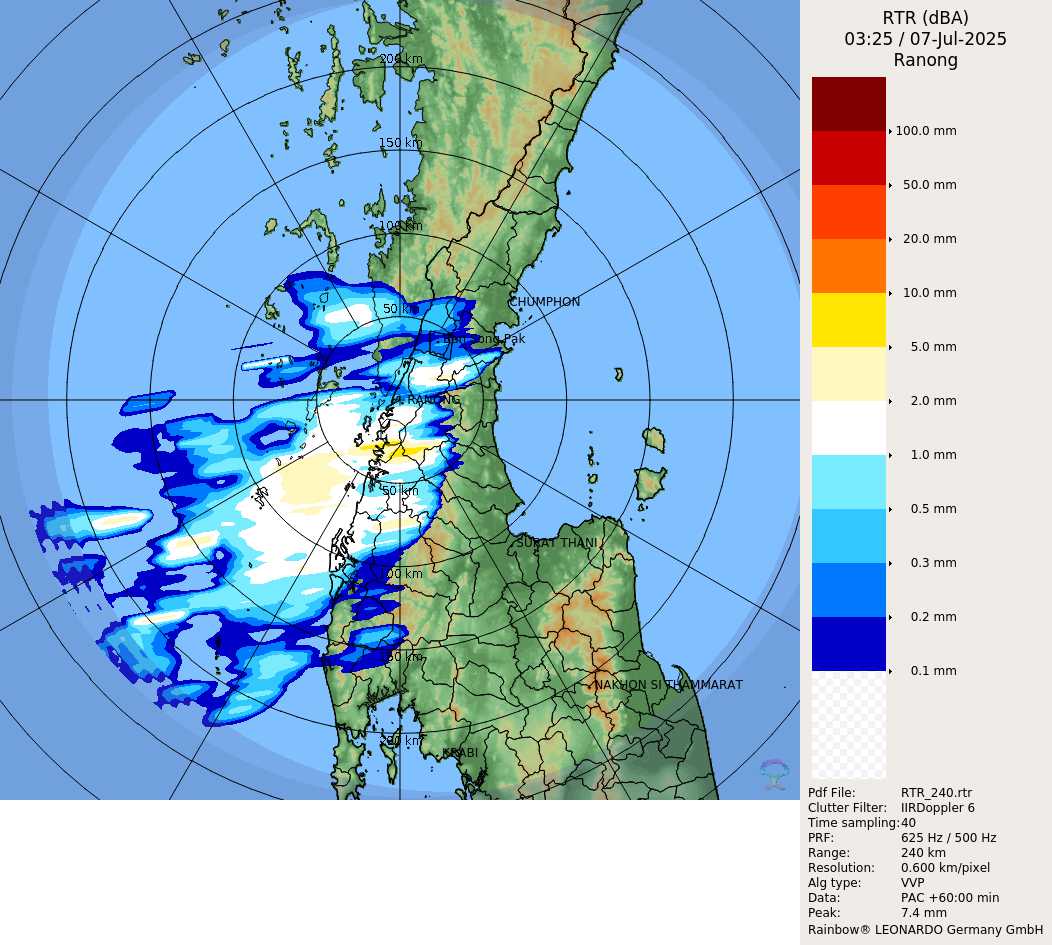 RTR (dBA)
03:25 / 07-Jul-2025
Ranong
200 km
150 km
100 km
50 km
CHUMPHON
RANONG
50 km
SURAT THANI
100 km
150 km
NAKHON SI THAMMARAT
200 km
KRABI
100.0 mm
50.0 mm
20.0 mm
10.0 mm
5.0 mm
2.0 mm
1.0 mm
0.5 mm
0.3 mm
0.2 mm
0.1 mm
Pdf File: RTR_240.rtr
Clutter Filter: IIRDoppler 6
Time sampling: 40
PRF: 625 Hz / 500 Hz
Range: 240 km
Resolution: 0.600 km/pixel
Alg type: VVP
Data: PAC +60:00 min
Peak: 7.4 mm
Rainbow® LEONARDO Germany GmbH